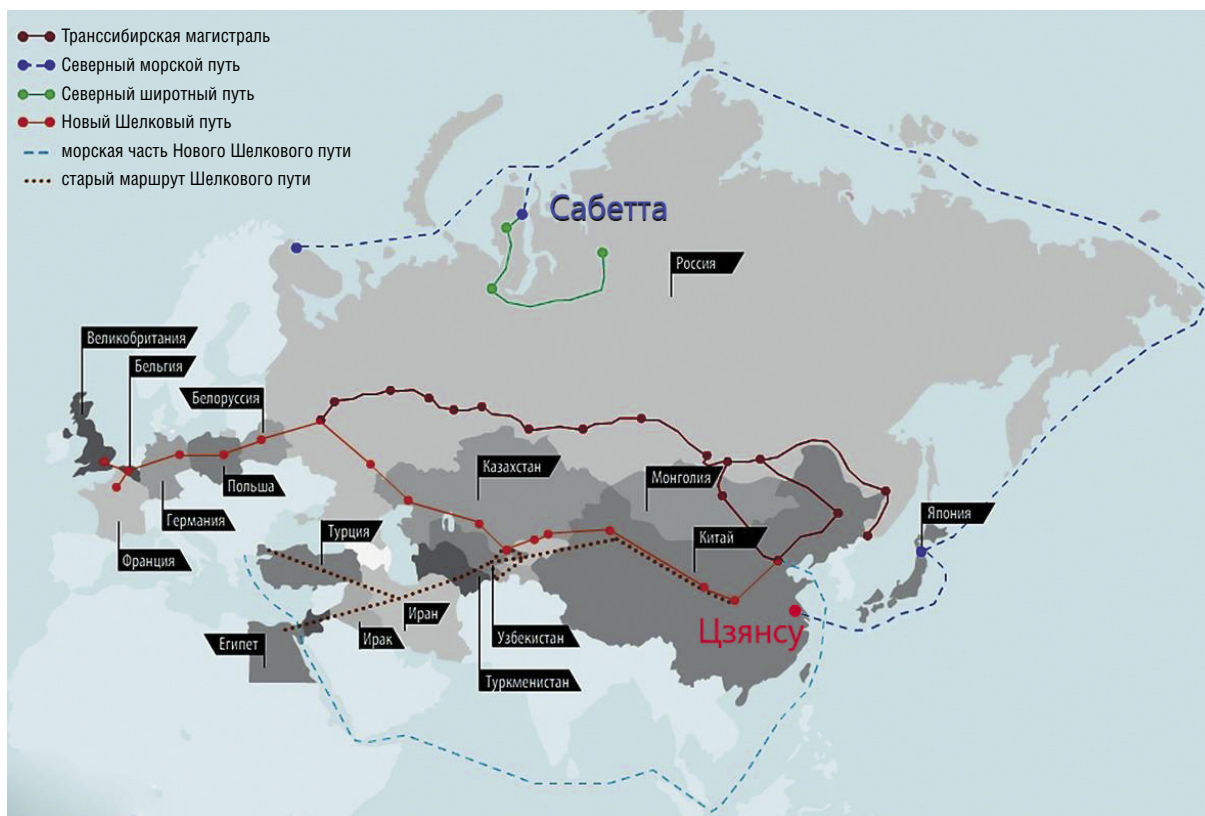 Транссибирская магистраль
Северный морской путь
Северный широтный путь
Новый Шелковый путь
морская часть Нового Шелкового пути
старый маршрут Шелкового пути
Сабетта
Россия
Великобритания
Бельгия
Белоруссия
Казахстан
Монголия
Польша
Германия
Турция
Китай
Япония
Франция
Иран
Цзянсу
Египет
Ирак
Узбекистан
Туркменистан